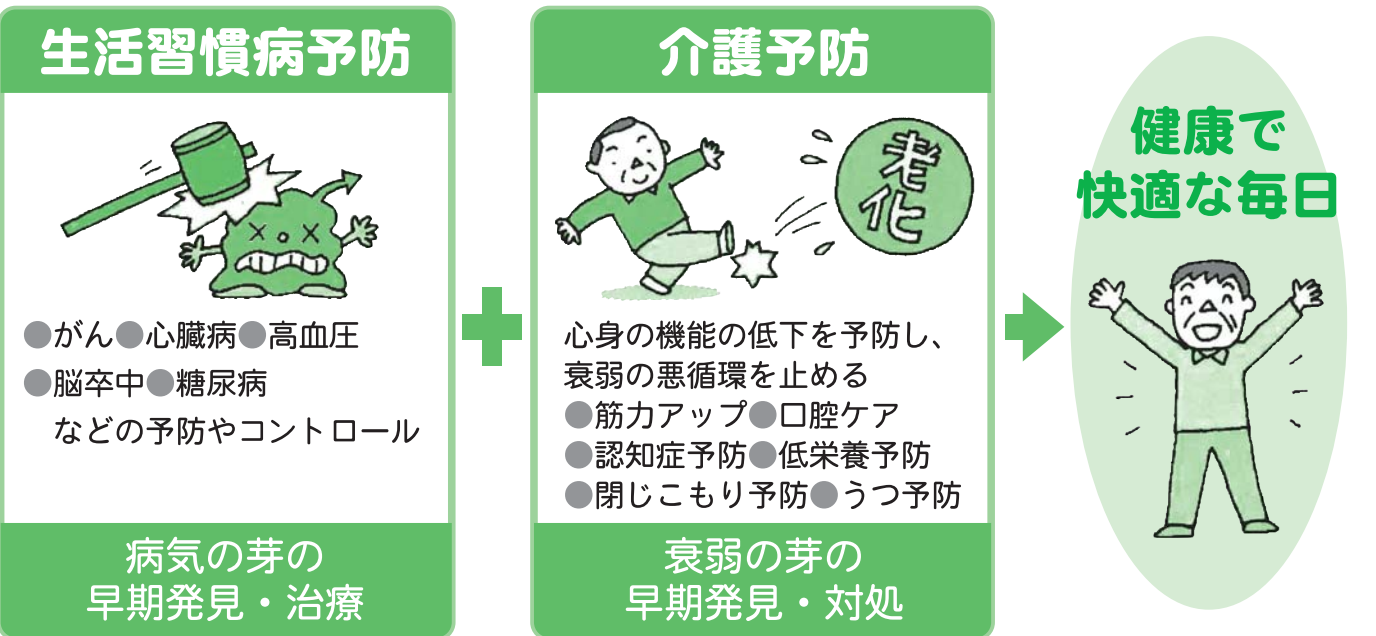 生活習慣病予防
●がん●心臓病●高血圧
●脳卒中●糖尿病
などの予防やコントロール
病気の芽の
早期発見・治療
介護予防
老化
心身の機能の低下を予防し、
衰弱の悪循環を止める
●筋力アップ●口腔ケア
●認知症予防●低栄養予防
●閉じこもり予防●うつ予防
衰弱の芽の
早期発見・対処
健康で
快適な毎日